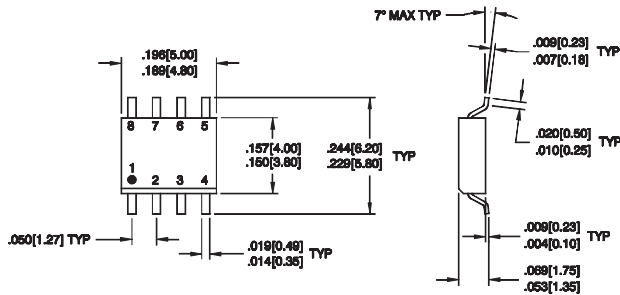 7° MAX TYP
.196[5.00]
.189[4.80]
.009[0.23]
.007[0.18] TYP
8 7 6 5
.157[4.00]
.150[3.80]
.244[6.20]
.229[5.80] TYP
.020[0.50]
.010[0.25] TYP
1
2 3 4
.050[1.27] TYP
.019[0.49]
.014[0.35] TYP
.009[0.23]
.004[0.10] TYP
.069[1.75]
.053[1.35]